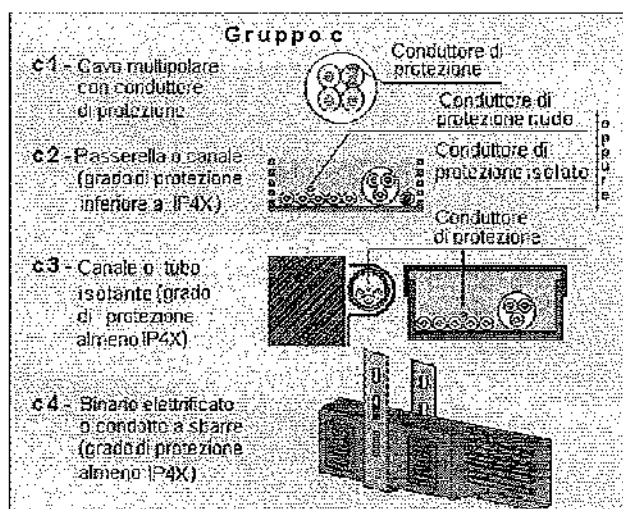 Gruppo c
c1 - Cavo multipolare
con conduttore
di protezione
Conduttore di
protezione
Conduttore di
protezione nudo
oppure
c2 - Passerella o canale
(grado di protezione
inferiore a IP4X)
Conduttore di
protezione isolato
Conduttore
di protezione
c3 - Canale o tubo
isolante (grado
di protezione
almeno IP4X)
c4 - Binario elettrificato
o condotto a sbarre
(grado di protezione
almeno IP4X)